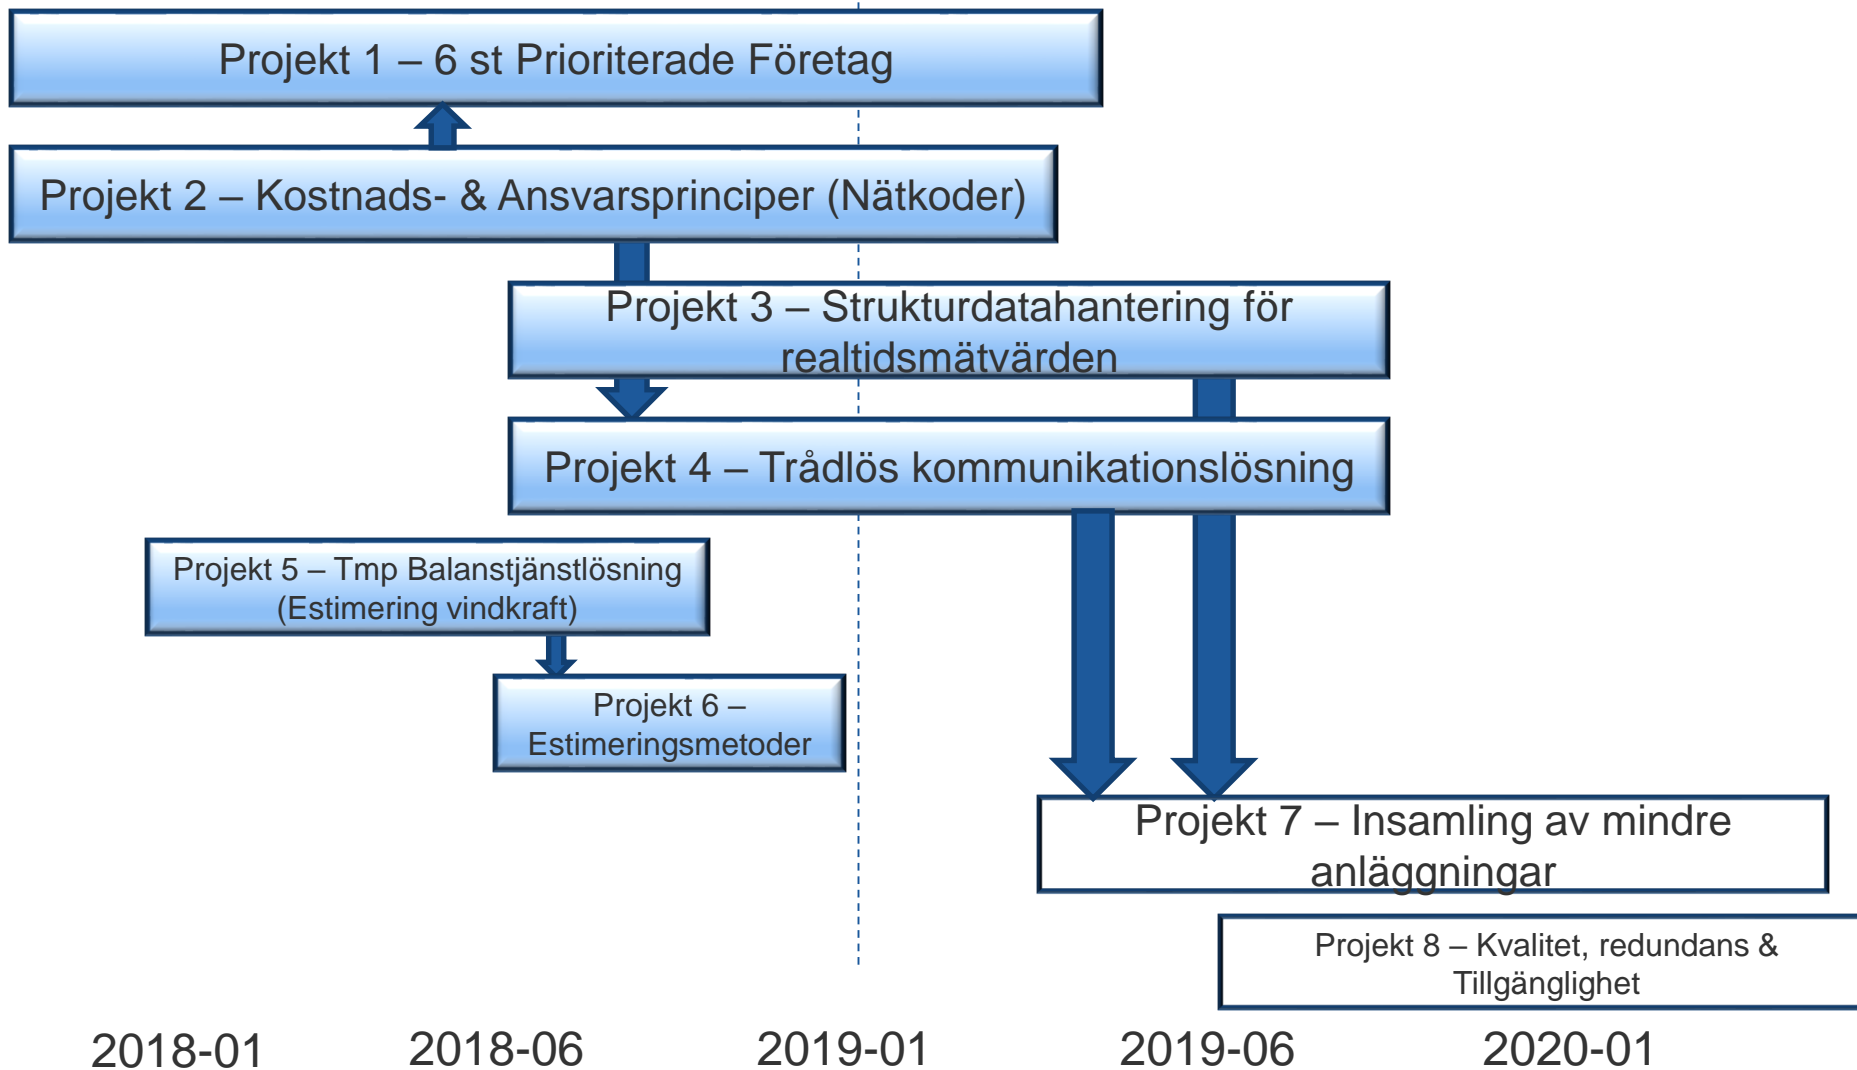 Projekt 1 – 6 st Prioriterade Företag
Projekt 2 – Kostnads- & Ansvarsprinciper (Nätkoder)
Projekt 3 – Strukturdatahantering för
realtidsmätvärden
Projekt 4 – Trådlös kommunikationslösning
Projekt 5 – Tmp Balanstjänstlösning
(Estimering vindkraft)
Projekt 6 –
Estimeringsmetoder
Projekt 7 – Insamling av mindre
anläggningar
Projekt 8 – Kvalitet, redundans &
Tillgänglighet
2018-01 2018-06 2019-01 2019-06 2020-01